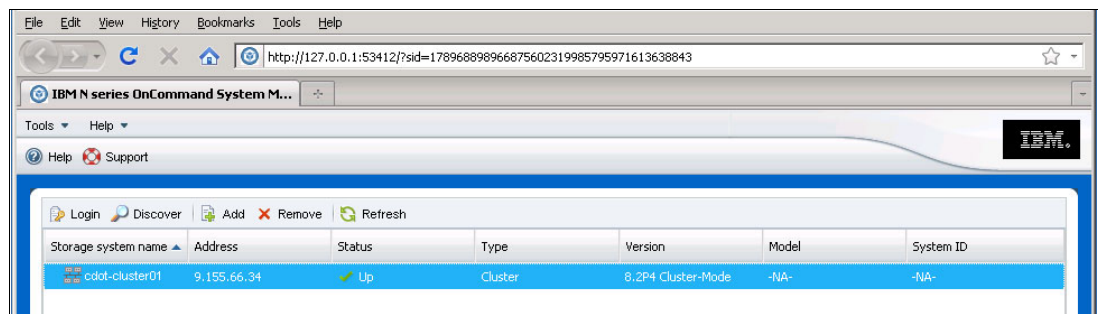 File Edit View History Bookmarks Tools Help
http://127.0.0.1:53412/?sid=178968898966875602319985795971613638843
IBM N series OnCommand System M...
Tools Help
IBM
Help Support
Login Discover Add Remove Refresh
Storage system name Address Status Type Version Model System ID
cdot-cluster01 9.155.66.34 Up Cluster 8.2P4 Cluster-Mode -NA- -NA-